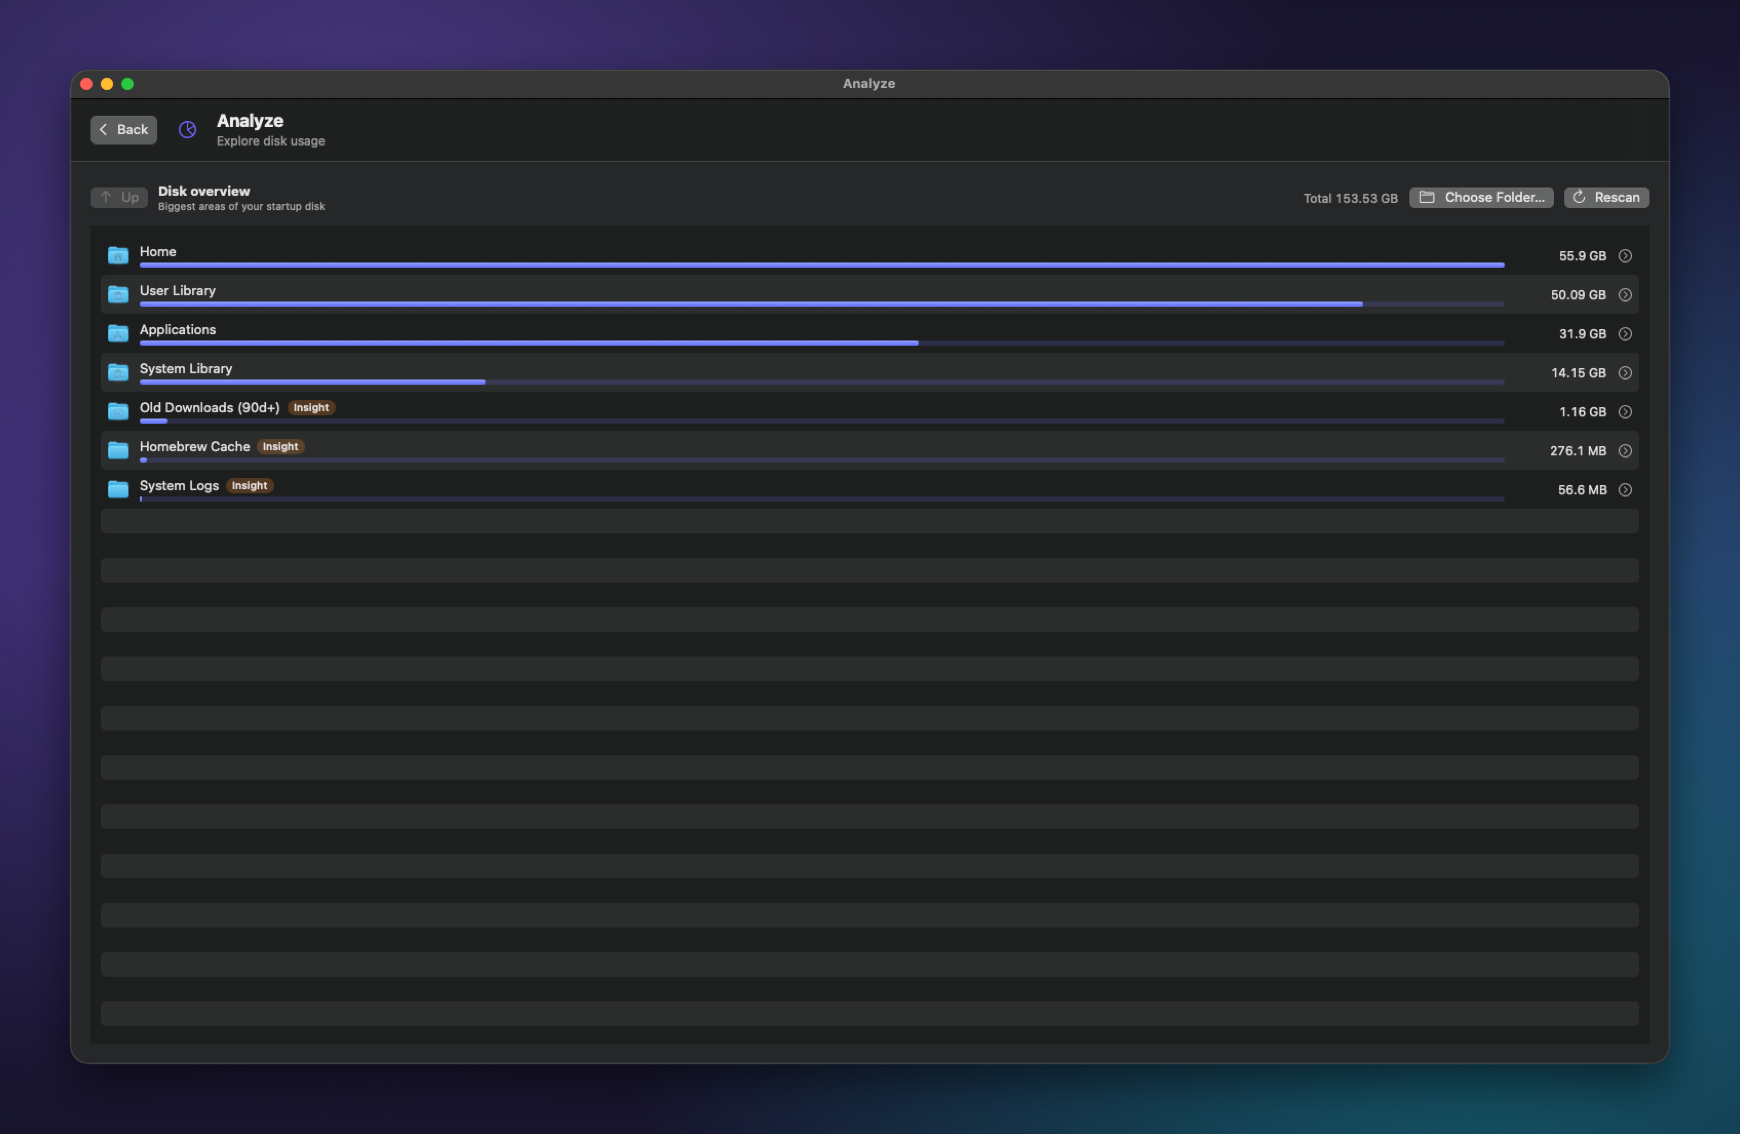 Analyze
Back
Analyze
Explore disk usage
Up
Disk overview
Biggest areas of your startup disk
Total 153.53 GB
Choose Folder...
Rescan
Home
55.9 GB
User Library
50.09 GB
Applications
31.9 GB
System Library
14.15 GB
Old Downloads (90d+) Insight
1.16 GB
Homebrew Cache Insight
276.1 MB
System Logs Insight
56.6 MB